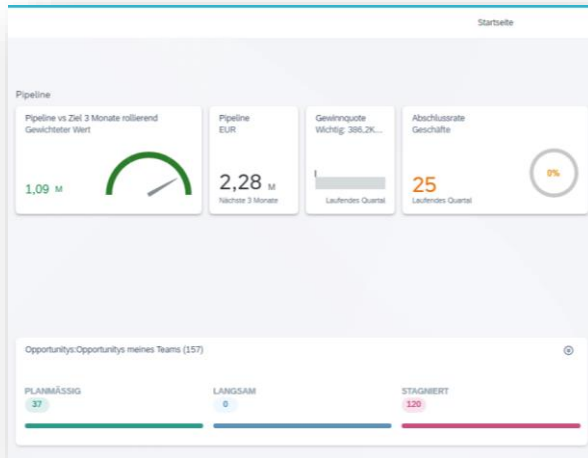 Startseite
Pipeline
Pipeline vs Ziel 3 Monate rollierend
Gewichteter Wert
1,09 M
Pipeline
EUR
2,28 M
Nächste 3 Monate
Gewinnquote
Wichtig: 386,2K...
Laufendes Quartal
Abschlussrate
Geschäfte
25
Laufendes Quartal
0%
Opportunitys:Opportunitys meines Teams (157)
PLANMÄSSIG
37
LANGSAM
0
STAGNIERT
120